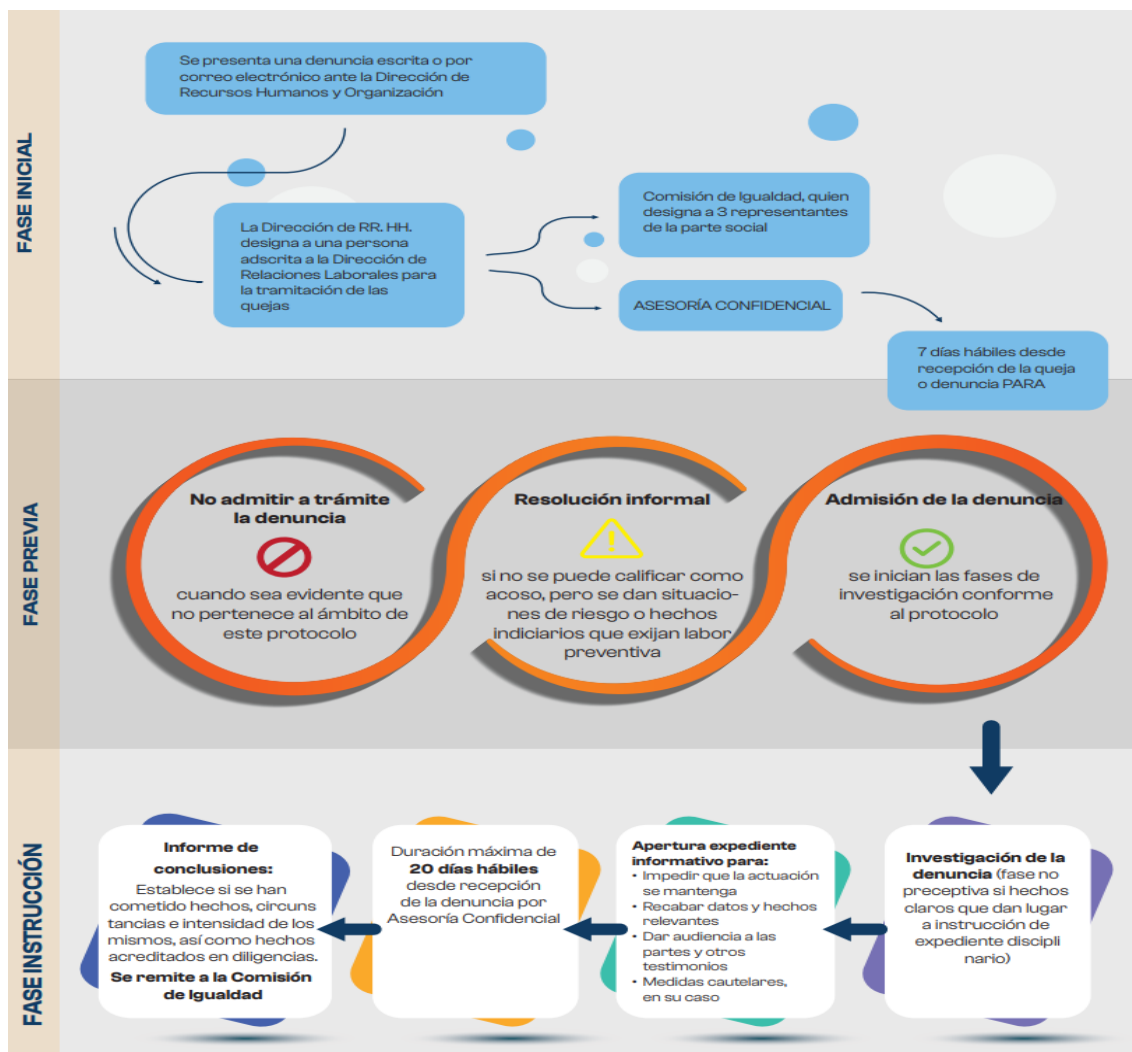 FASE INICIAL
Se presenta una denuncia escrita o por
correo electrónico ante la Dirección de
Recursos Humanos y Organización
La Dirección de RR. HH.
designa a una persona
adscrita a la Dirección de
Relaciones Laborales para
la tramitación de las
quejas
Comisión de Igualdad, quien
designa a 3 representantes
de la parte social
ASESORÍA CONFIDENCIAL
7 días hábiles desde
recepción de la queja
o denuncia PARA
FASE PREVIA
No admitir a trámite
la denuncia
cuando sea evidente que
no pertenece al ámbito de
este protocolo
Resolución informal
si no se puede calificar como
acoso, pero se dan situacio-
nes de riesgo o hechos
indiciarios que exijan labor
preventiva
Admisión de la denuncia
se inician las fases de
investigación conforme
al protocolo
FASE INSTRUCCIÓN
Informe de
conclusiones:
Establece si se han
cometido hechos, circuns
tancias e intensidad de los
mismos, así como hechos
acreditados en diligencias.
Se remite a la Comisión
de Igualdad
Duración máxima de
20 días hábiles
desde recepción
de la denuncia por
Asesoría Confidencial
Apertura expediente
informativo para:
• Impedir que la actuación
se mantenga
• Recabar datos y hechos
relevantes
• Dar audiencia a las
partes y otros
testimonios
• Medidas cautelares,
en su caso
Investigación de la
denuncia (fase no
preceptiva si hechos
claros que dan lugar
a instrucción de
expediente discipli
nario)